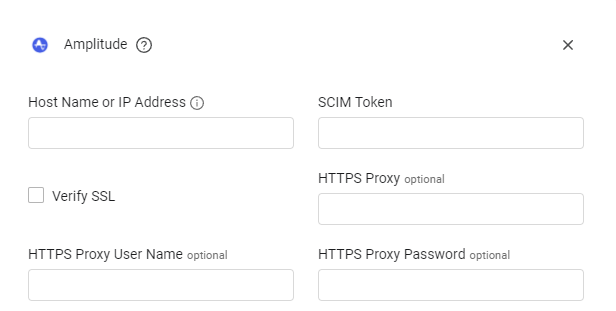 Amplitude
Host Name or IP Address
SCIM Token
Verify SSL
HTTPS Proxy optional
HTTPS Proxy User Name optional
HTTPS Proxy Password optional